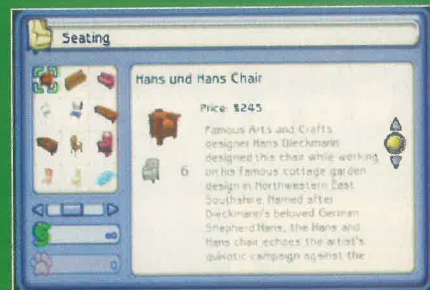 Seating
Hans und Hans Chair
Price: $245
Famous Arts and Crafts
designer Hans Dieckmann
designed this chair while working
6 on his famous cottage garden
design in Northwestern East
Southshire. Named after
Dieckmann's beloved German
Shepherd Hans, the Hans and
Hans chair echoes the artist's
quixotic campaign against the